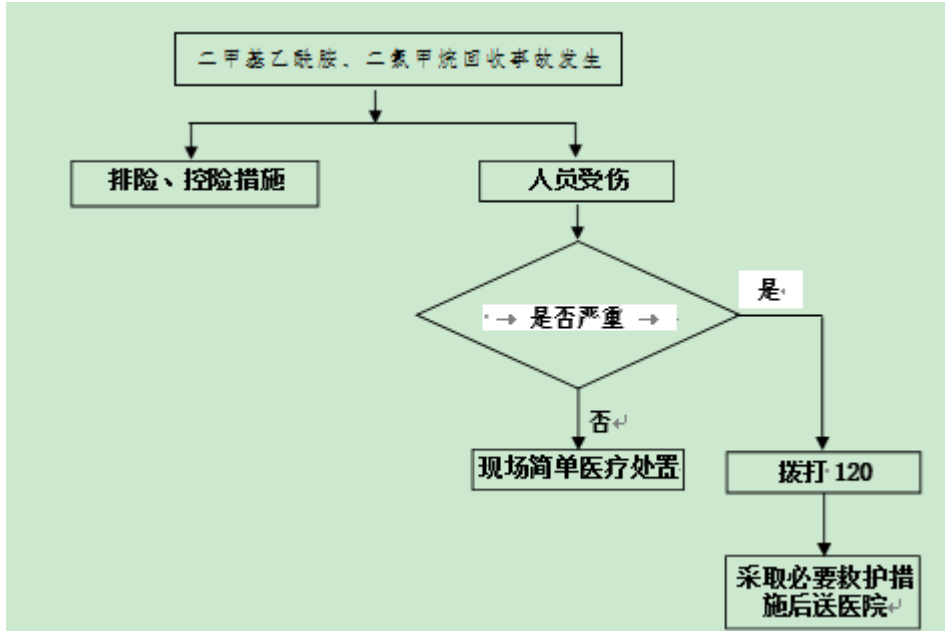 二甲基乙酰胺、二氯甲烷回收事故发生
排险、控险措施
人员受伤
是
→ 是否严重 →
否
现场简单医疗处置
拨打 120
采取必要救护措
施后送医院